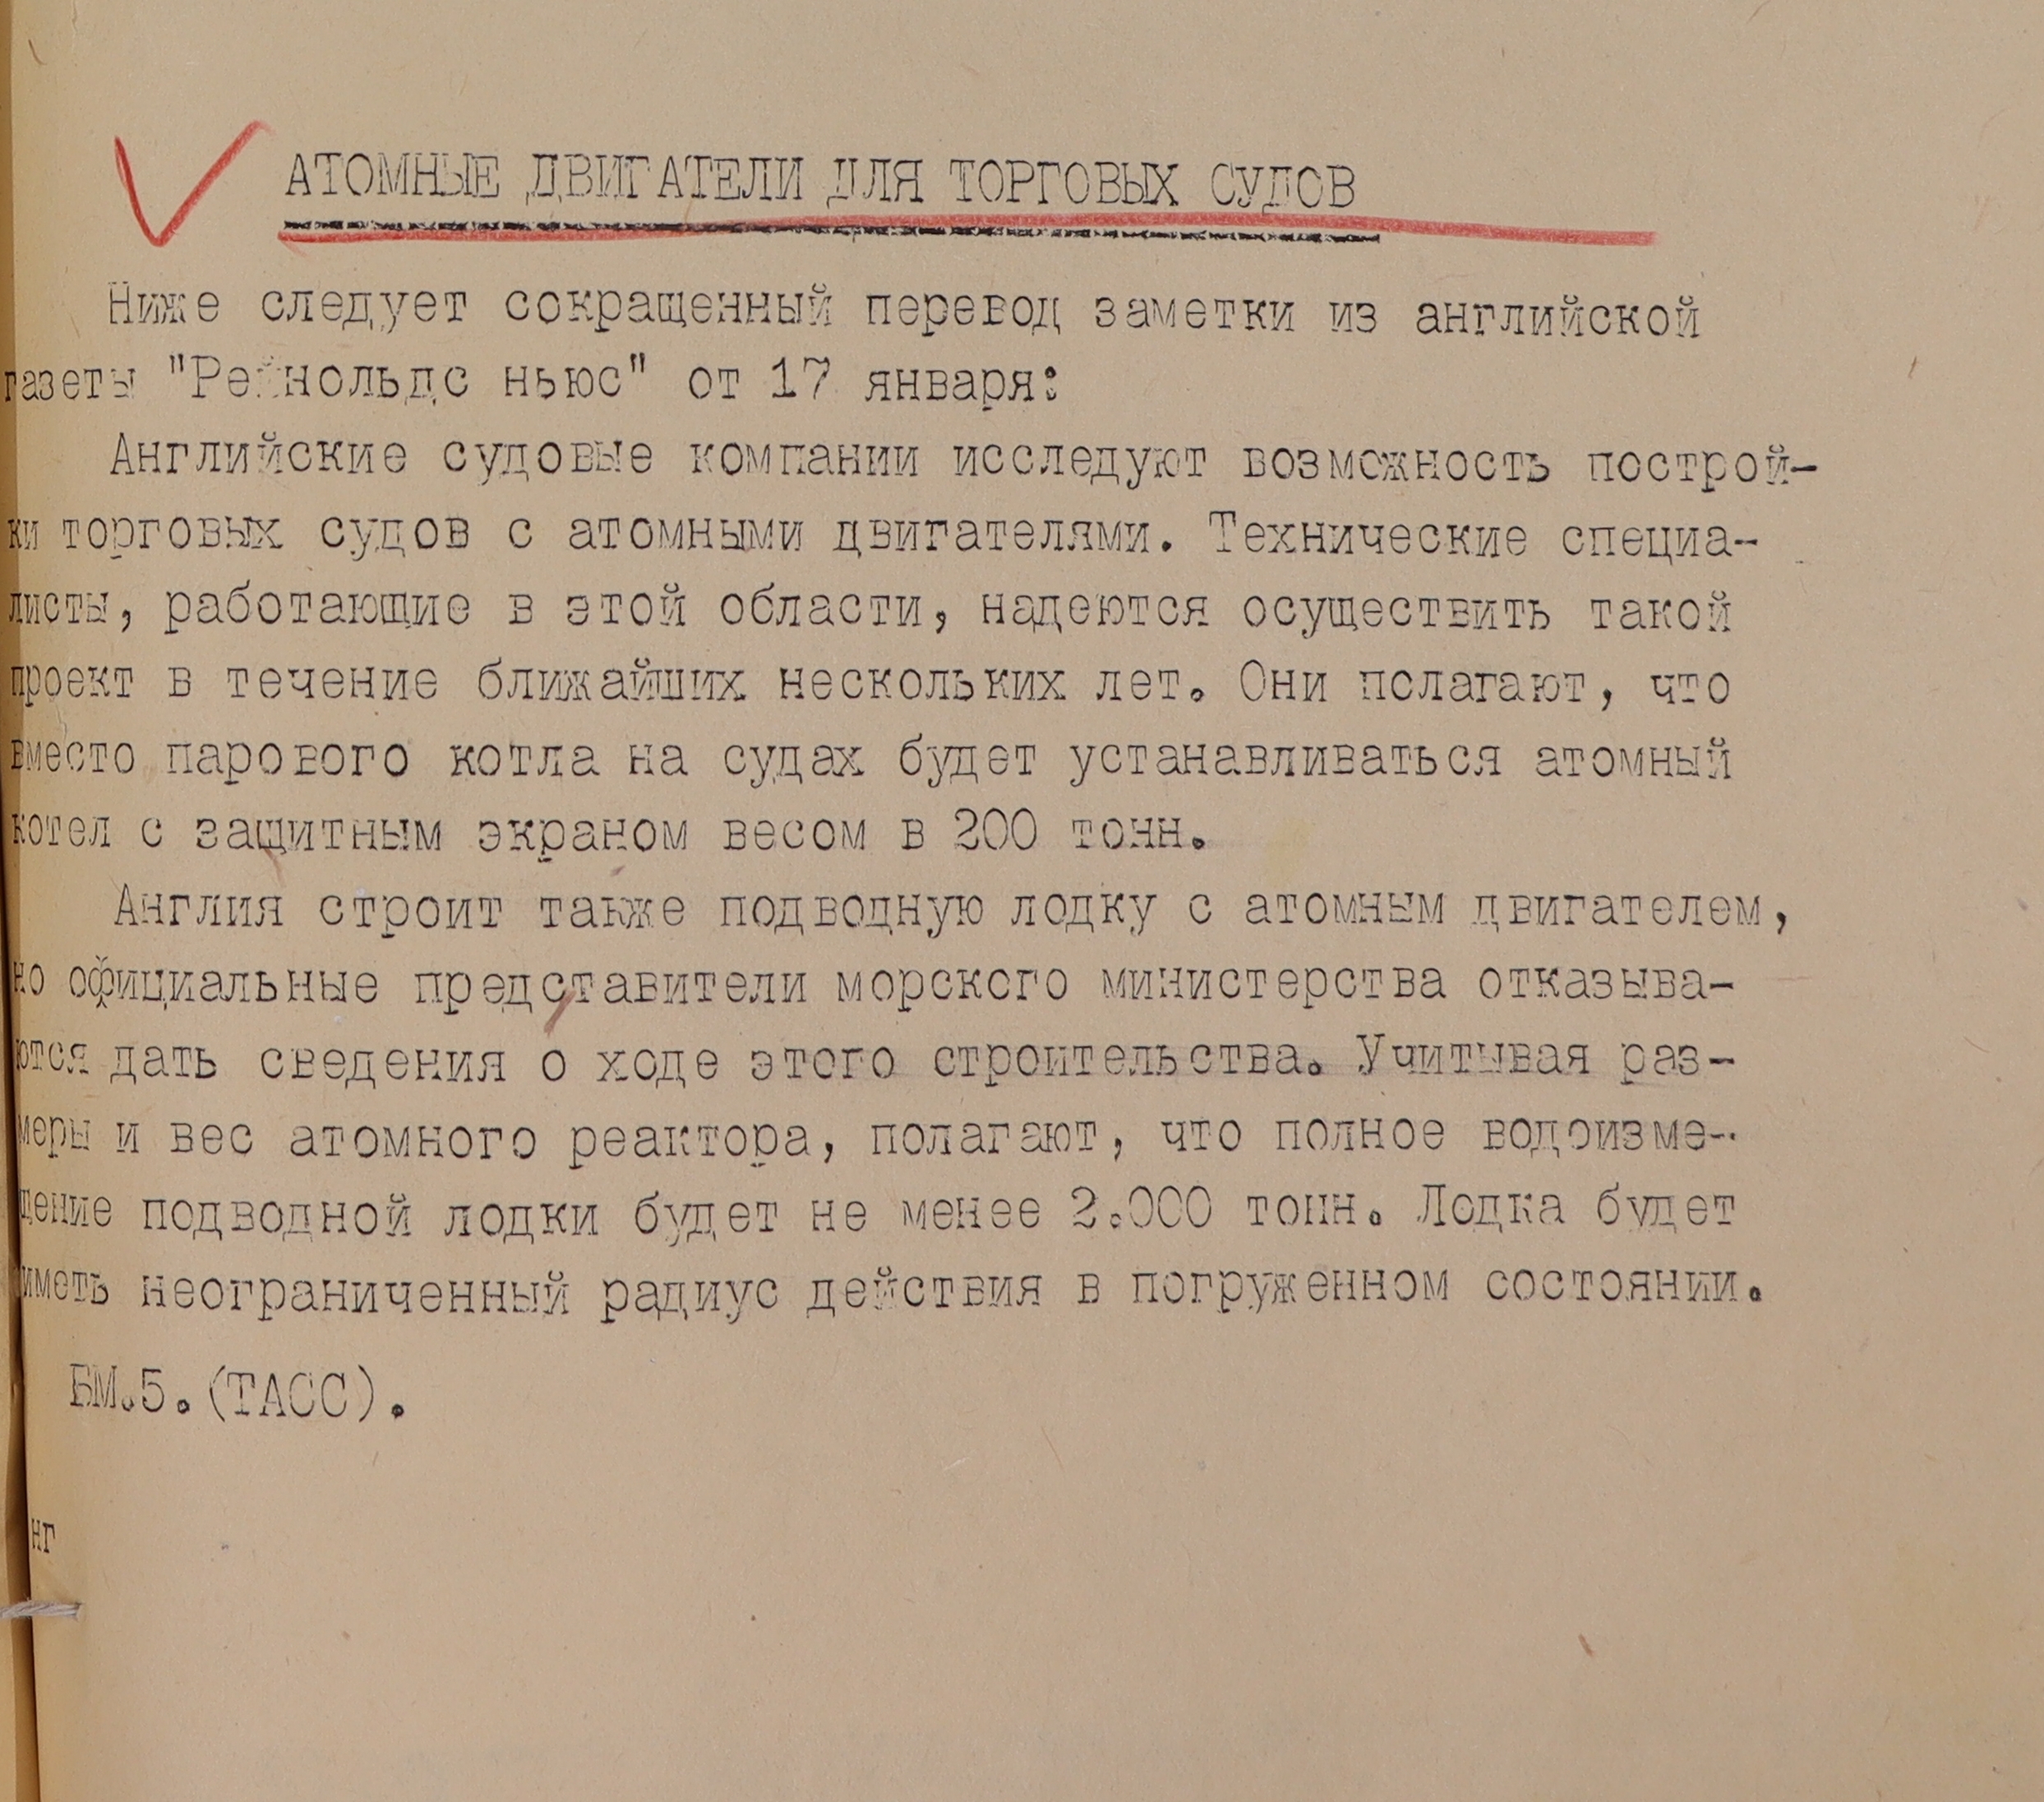 АТОМНЫЕ ДВИГАТЕЛИ ДЛЯ ТОРГОВЫХ СУДОВ
Ниже следует сокращенный перевод заметки из английской
газеты "Рейнольдс ньюс" от 17 января:
Английские судовые компании исследуют возможность построй-
ки торговых судов с атомными двигателями. Технические специа-
листы, работающие в этой области, надеются осуществить такой
проект в течение ближайших нескольких лет. Они полагают, что
вместо парового котла на судах будет устанавливаться атомный
котел с защитным экраном весом в 200 тонн.
Англия строит также подводную лодку с атомным двигателем,
но официальные представители морского министерства отказыва-
ются дать сведения о ходе этого строительства. Учитывая раз-
меры и вес атомного реактора, полагают, что полное водоизме-
щение подводной лодки будет не менее 2.000 тонн. Лодка будет
иметь неограниченный радиус действия в погруженном состоянии.
ВМ.5.(ТАСС).
нг